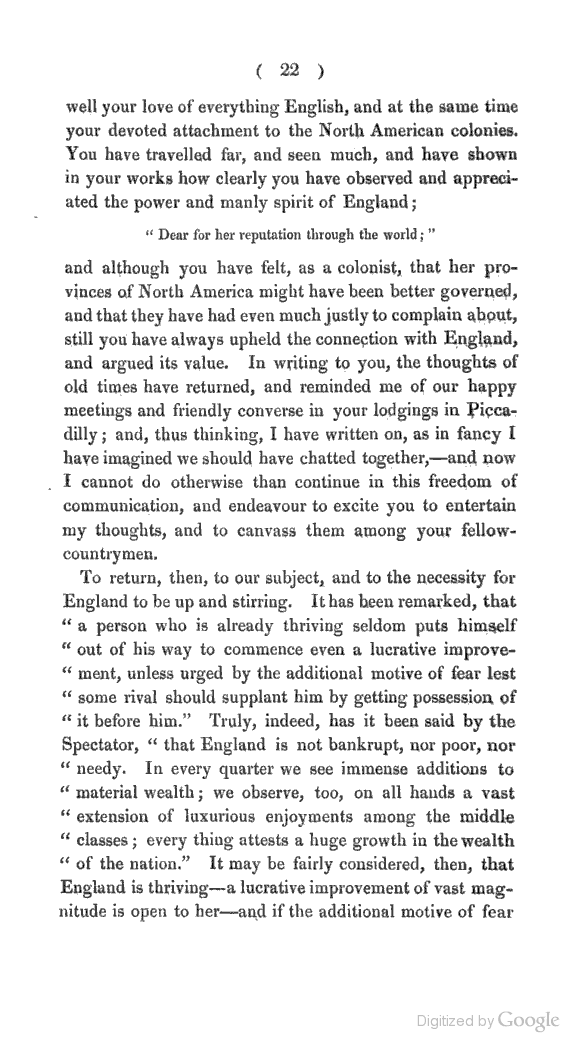 ( 22 )
well your love of everything English, and at the same time
your devoted attachment to the North American colonies.
You have travelled far, and seen much, and have shown
in your works how clearly you have observed and appreci-
ated the power and manly spirit of England;
“ Dear for her reputation through the world; ”
and although you have felt, as a colonist, that her pro-
vinces of North America might have been better governed,
and that they have had even much justly to complain about,
still you have always upheld the connection with England,
and argued its value. In writing to you, the thoughts of
old times have returned, and reminded me of our happy
meetings and friendly converse in your lodgings in Picca-
dilly; and, thus thinking, I have written on, as in fancy I
have imagined we should have chatted together,—and now
I cannot do otherwise than continue in this freedom of
communication, and endeavour to excite you to entertain
my thoughts, and to canvass them among your fellow-
countrymen.
To return, then, to our subject, and to the necessity for
England to be up and stirring. It has been remarked, that
“ a person who is already thriving seldom puts himself
“ out of his way to commence even a lucrative improve-
“ ment, unless urged by the additional motive of fear lest
“ some rival should supplant him by getting possession of
“ it before him.” Truly, indeed, has it been said by the
Spectator, “ that England is not bankrupt, nor poor, nor
“ needy. In every quarter we see immense additions to
“ material wealth; we observe, too, on all hands a vast
“ extension of luxurious enjoyments among the middle
“ classes; every thing attests a huge growth in the wealth
“ of the nation.” It may be fairly considered, then, that
England is thriving—a lucrative improvement of vast mag-
nitude is open to her—and if the additional motive of fear
Digitized by Google